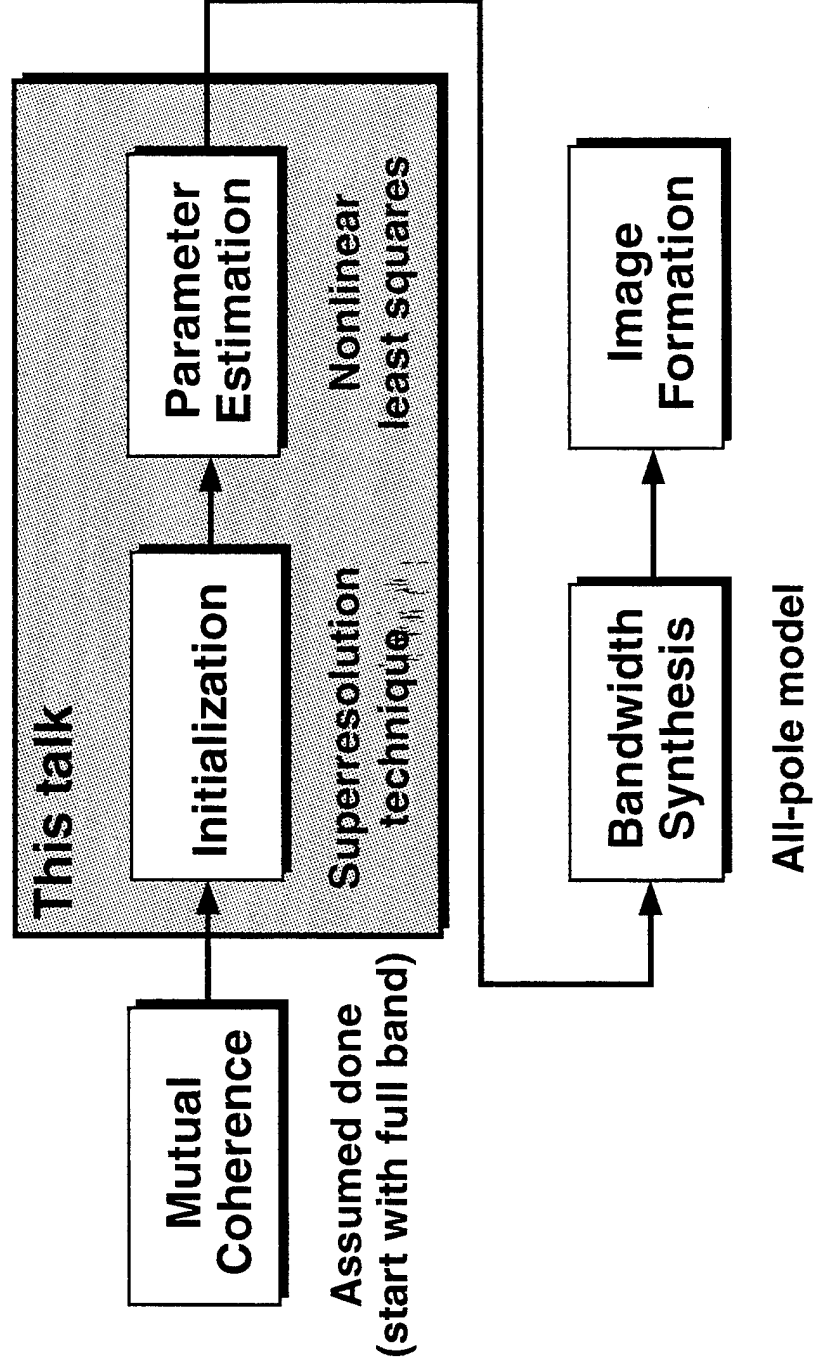 This talk
Mutual
Coherence
Assumed done
(start with full band)
Initialization
Superresolution
technique
Parameter
Estimation
Nonlinear
least squares
Bandwidth
Synthesis
All-pole model
Image
Formation